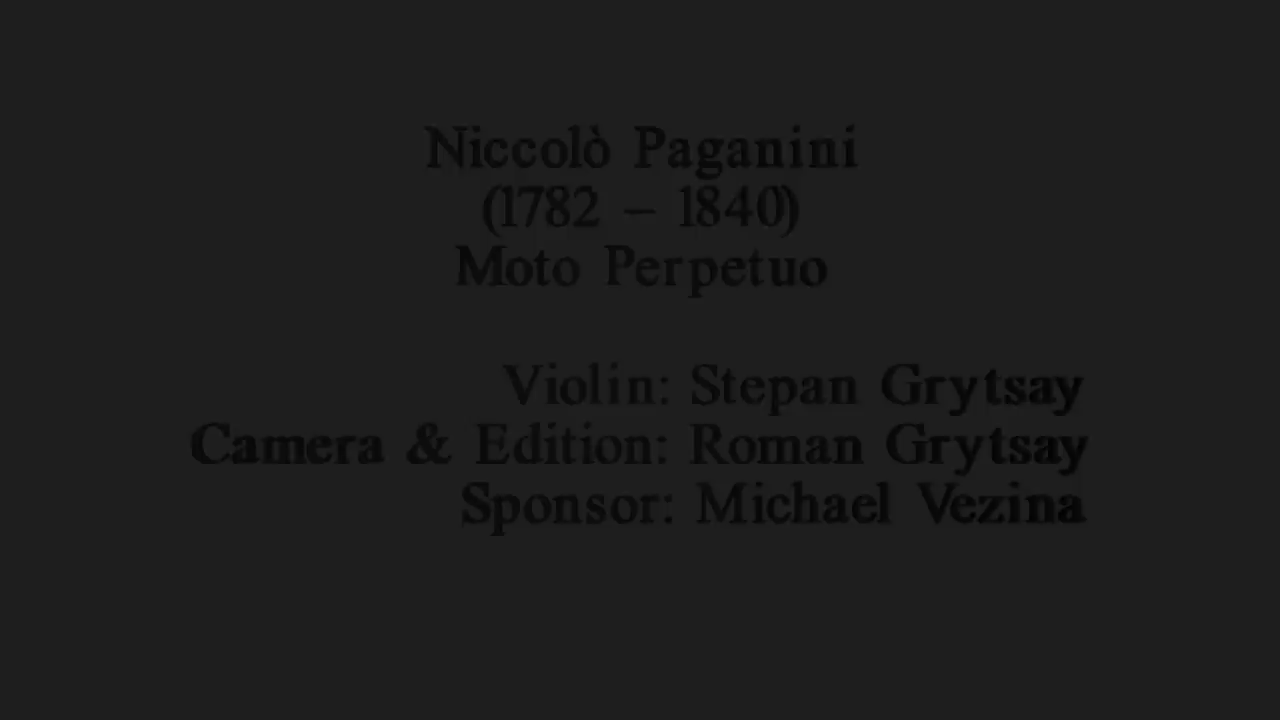 Niccolò Paganini
(1782 – 1840)
Moto Perpetuo
Violin: Stepan Grytsay
Camera & Edition: Roman Grytsay
Sponsor: Michael Vezina